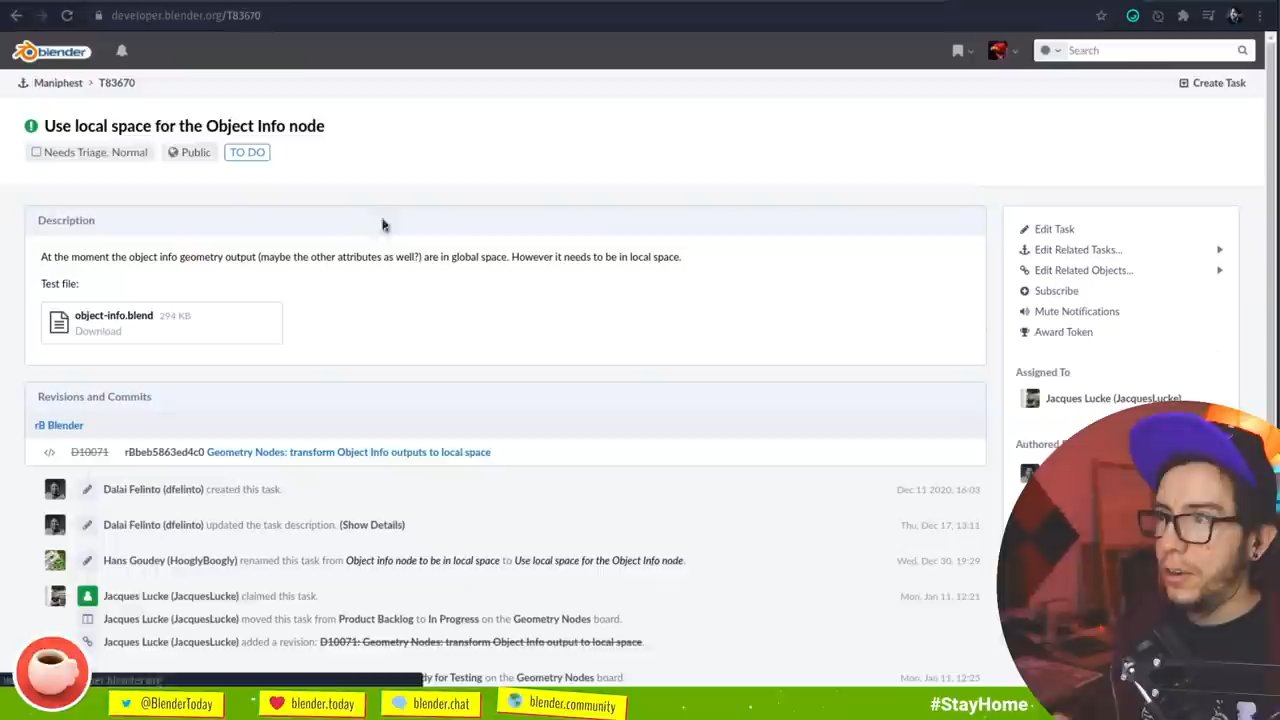 developer.blender.org/T83670
blender
Search
Maniphest > T83670
Create Task
Use local space for the Object Info node
Needs Triage, Normal
Public
TO DO
Description
At the moment the object info geometry output (maybe the other attributes as well?) are in global space. However it needs to be in local space.
Test file:
object-info.blend 294 KB
Download
Edit Task
Edit Related Tasks...
Edit Related Objects...
Subscribe
Mute Notifications
Award Token
Assigned To
Jacques Lucke (JacquesLucke)
Authored
Revisions and Commits
rB Blender
D10071 rBbeb5863ed4c0 Geometry Nodes: transform Object Info outputs to local space
Dalai Felinto (dfelinto) created this task. Dec 11 2020, 16:03
Dalai Felinto (dfelinto) updated the task description. (Show Details) Thu, Dec 17, 13:11
Hans Goudey (HooglyBoogly) renamed this task from Object info node to be in local space to Use local space for the Object Info node. Wed, Dec 30, 19:29
Jacques Lucke (JacquesLucke) claimed this task. Mon, Jan 11, 12:21
Jacques Lucke (JacquesLucke) moved this task from Product Backlog to In Progress on the Geometry Nodes board.
Jacques Lucke (JacquesLucke) added a revision: D10071: Geometry Nodes: transform Object Info output to local space.
for Testing on the Geometry Nodes board. Mon, Jan 11, 12:25
@BlenderToday
blender.today
blender.chat
blender.community
#StayHome